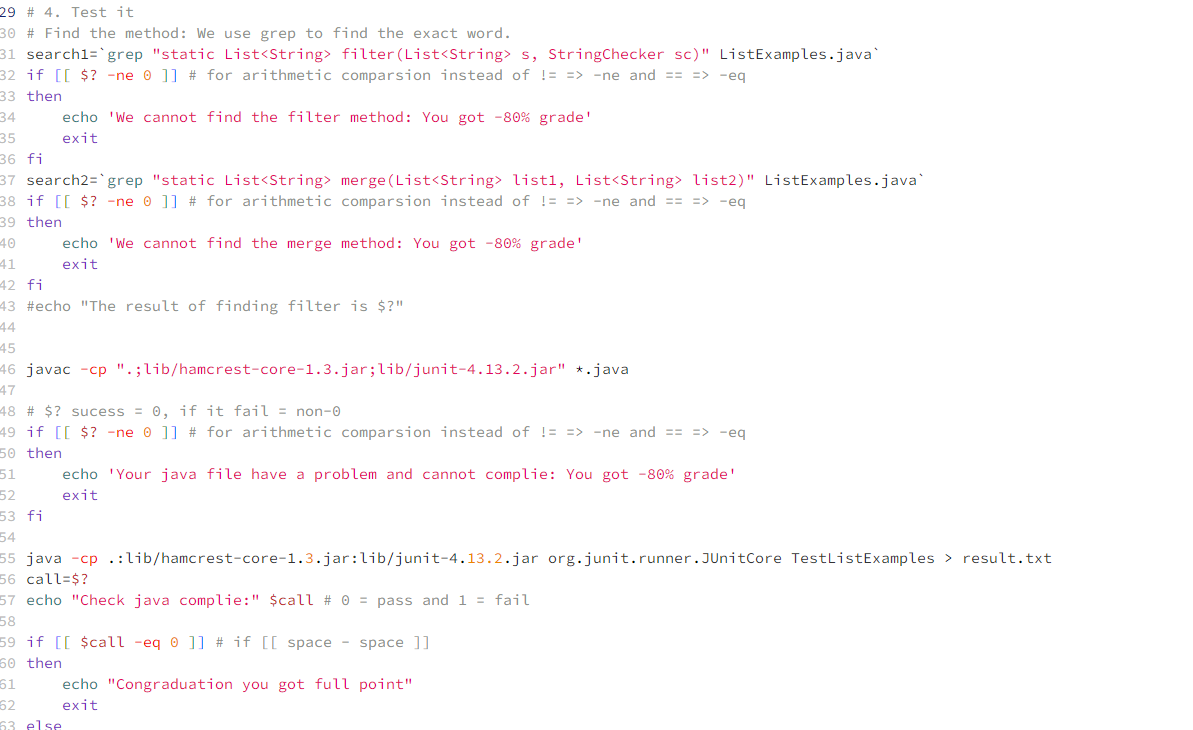 29 # 4. Test it
30 # Find the method: We use grep to find the exact word.
31 search1=`grep "static List<String> filter(List<String> s, StringChecker sc)" ListExamples.java`
32 if [[ $? -ne 0 ]] # for arithmetic comparsion instead of != => -ne and == => -eq
33 then
34     echo 'We cannot find the filter method: You got -80% grade'
35     exit
36 fi
37 search2=`grep "static List<String> merge(List<String> list1, List<String> list2)" ListExamples.java`
38 if [[ $? -ne 0 ]] # for arithmetic comparsion instead of != => -ne and == => -eq
39 then
40     echo 'We cannot find the merge method: You got -80% grade'
41     exit
42 fi
43 #echo "The result of finding filter is $?"
44
45
46 javac -cp ".;lib/hamcrest-core-1.3.jar;lib/junit-4.13.2.jar" *.java
47
48 # $? sucess = 0, if it fail = non-0
49 if [[ $? -ne 0 ]] # for arithmetic comparsion instead of != => -ne and == => -eq
50 then
51     echo 'Your java file have a problem and cannot complie: You got -80% grade'
52     exit
53 fi
54
55 java -cp .:lib/hamcrest-core-1.3.jar:lib/junit-4.13.2.jar org.junit.runner.JUnitCore TestListExamples > result.txt
56 call=$?
57 echo "Check java complie:" $call # 0 = pass and 1 = fail
58
59 if [[ $call -eq 0 ]] # if [[ space - space ]]
60 then
61     echo "Congraduation you got full point"
62     exit
63 else